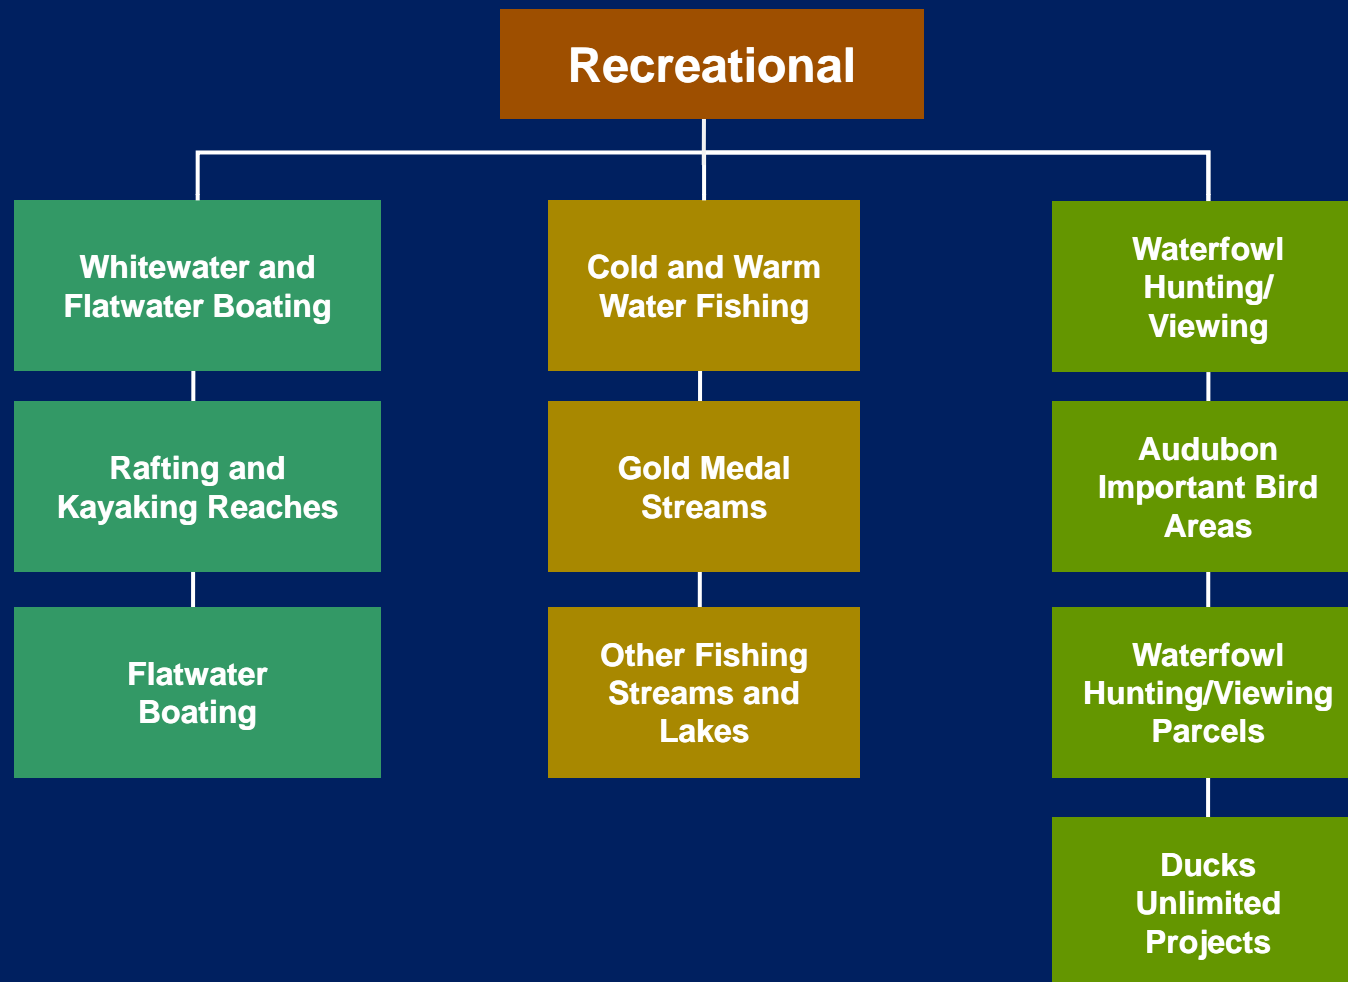 Recreational
Whitewater and
Flatwater Boating
Rafting and
Kayaking Reaches
Flatwater
Boating
Cold and Warm
Water Fishing
Gold Medal
Streams
Other Fishing
Streams and
Lakes
Waterfowl
Hunting/
Viewing
Audubon
Important Bird
Areas
Waterfowl
Hunting/Viewing
Parcels
Ducks
Unlimited
Projects